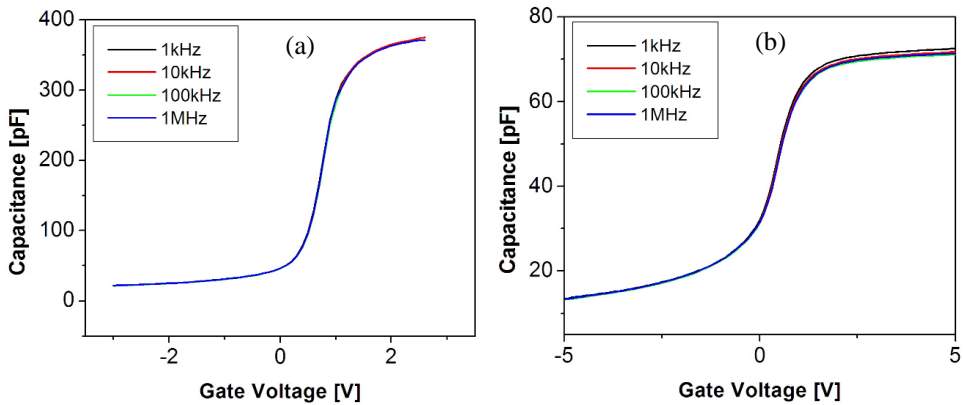 (a)
1kHz
10kHz
100kHz
1MHz
400
300
200
100
0
-2
0
2
Capacitance [pF]
Gate Voltage [V]
(b)
1kHz
10kHz
100kHz
1MHz
80
60
40
20
-5
0
5
Capacitance [pF]
Gate Voltage [V]